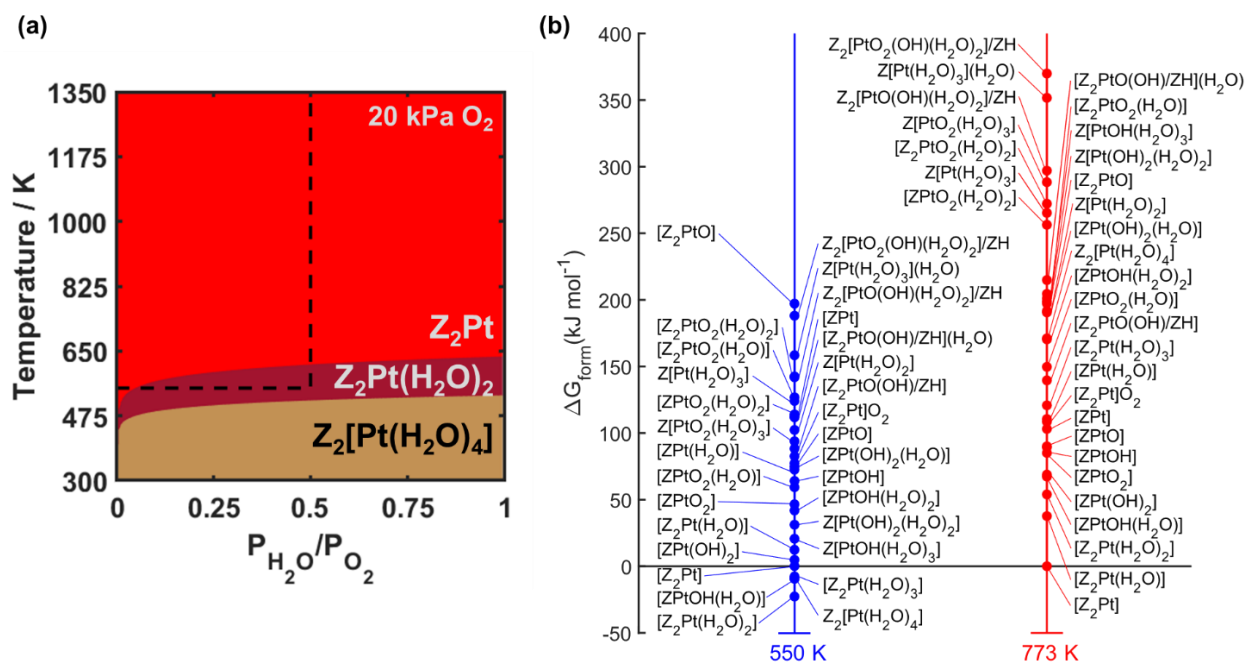 (a)
1350
1175
1000
825
650
475
300
Temperature / K
20 kPa O₂
Z₂Pt
Z₂Pt(H₂O)₂
Z₂[Pt(H₂O)₄]
0 0.25 0.5 0.75 1
P_H₂O/P_O₂
(b)
400
350
300
250
200
150
100
50
0
-50
ΔG_form(kJ mol⁻¹)
[Z₂PtO]
[Z₂PtO₂(H₂O)₂]
[Z₂PtO₂(H₂O)]
Z[Pt(H₂O)₃]
[ZPtO₂(H₂O)₂]
Z[PtO₂(H₂O)₃]
[ZPt(H₂O)]
[ZPtO₂(H₂O)]
[ZPtO₂]
[Z₂Pt(H₂O)]
[ZPt(OH)₂]
[Z₂Pt]
[ZPtOH(H₂O)]
[Z₂Pt(H₂O)₂]
Z₂[PtO₂(OH)(H₂O)₂]/ZH
Z[Pt(H₂O)₃](H₂O)
Z₂[PtO(OH)(H₂O)₂]/ZH
[ZPt]
[Z₂PtO(OH)/ZH](H₂O)
Z[Pt(H₂O)₂]
[Z₂PtO(OH)/ZH]
[Z₂Pt]O₂
[ZPtO]
[ZPt(OH)₂(H₂O)]
[ZPtOH]
[ZPtOH(H₂O)₂]
Z[Pt(OH)₂(H₂O)₂]
Z[PtOH(H₂O)₃]
[Z₂Pt(H₂O)₃]
Z₂[Pt(H₂O)₄]
550 K
Z₂[PtO₂(OH)(H₂O)₂]/ZH
Z[Pt(H₂O)₃](H₂O)
Z₂[PtO(OH)(H₂O)₂]/ZH
Z[PtO₂(H₂O)₃]
[Z₂PtO₂(H₂O)₂]
Z[Pt(H₂O)₃]
[ZPtO₂(H₂O)₂]
[Z₂PtO(OH)/ZH](H₂O)
[Z₂PtO₂(H₂O)]
Z[PtOH(H₂O)₃]
Z[Pt(OH)₂(H₂O)₂]
[Z₂PtO]
Z[Pt(H₂O)₂]
[ZPt(OH)₂(H₂O)]
Z₂[Pt(H₂O)₄]
[ZPtOH(H₂O)₂]
[ZPtO₂(H₂O)]
[Z₂PtO(OH)/ZH]
[Z₂Pt(H₂O)₃]
[ZPt(H₂O)]
[Z₂Pt]O₂
[ZPt]
[ZPtO]
[ZPtOH]
[ZPtO₂]
[ZPt(OH)₂]
[ZPtOH(H₂O)]
[Z₂Pt(H₂O)₂]
[Z₂Pt(H₂O)]
[Z₂Pt]
773 K